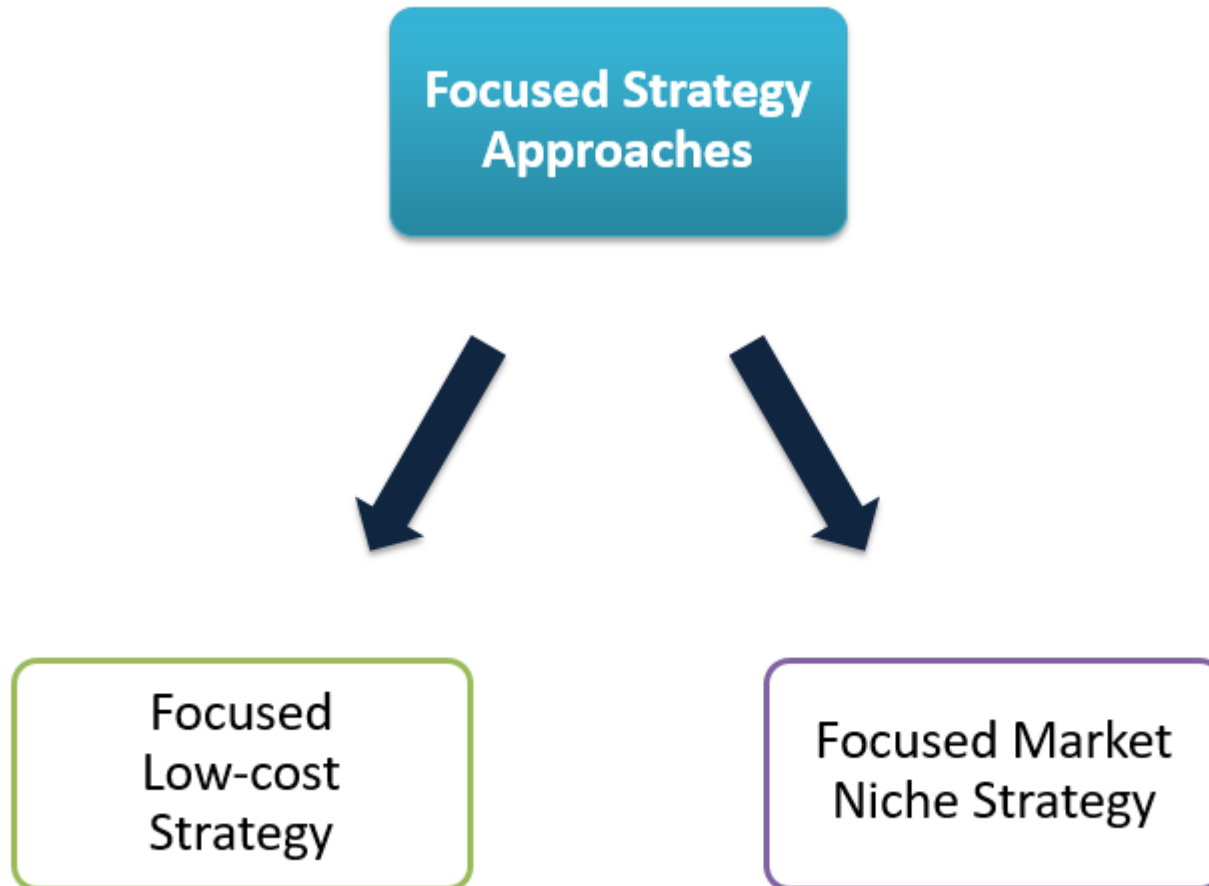 Focused Strategy
Approaches
Focused
Low-cost
Strategy
Focused Market
Niche Strategy